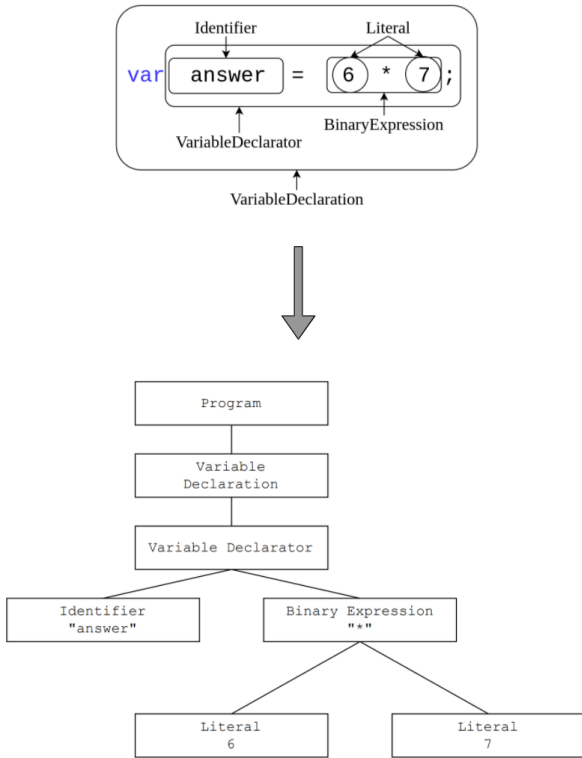 Identifier Literal
var answer = 6 * 7 ;
BinaryExpression
VariableDeclarator
VariableDeclaration
Program
Variable
Declaration
Variable Declarator
Identifier
"answer"
Binary Expression
"*"
Literal
6
Literal
7